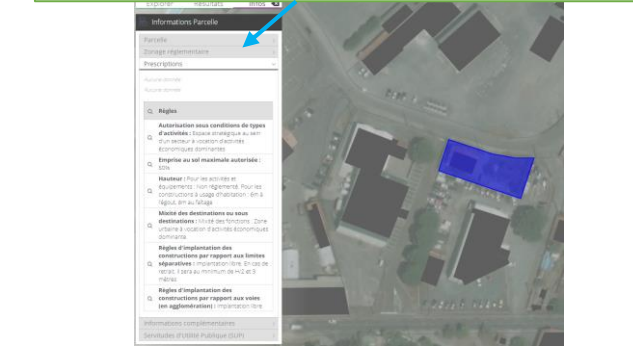 Explorer Résultats Infos
Informations Parcelle
Parcelle
Zonage réglementaire
Prescriptions
Aucune donnée
Aucune donnée
Règles
Autorisation sous conditions de types
d'activités : Espace stratégique au sein
d'un secteur à vocation d'activités
économiques dominantes
Emprise au sol maximale autorisée :
50%
Hauteur : Pour les activités et
équipements : Non réglementé. Pour les
constructions à usage d'habitation : 6m à
l'égout, 8m au faîtage
Mixité des destinations ou sous
destinations : Mixité des fonctions : Zone
urbaine à vocation d'activités économiques
dominante.
Règles d'implantation des
constructions par rapport aux limites
séparatives : Implantation libre. En cas de
retrait, il sera au minimum de H/2 et 3
mètres
Règles d'implantation des
constructions par rapport aux voies
(en agglomération) : Implantation libre
Informations complémentaires
Servitudes d'Utilité Publique (SUP)